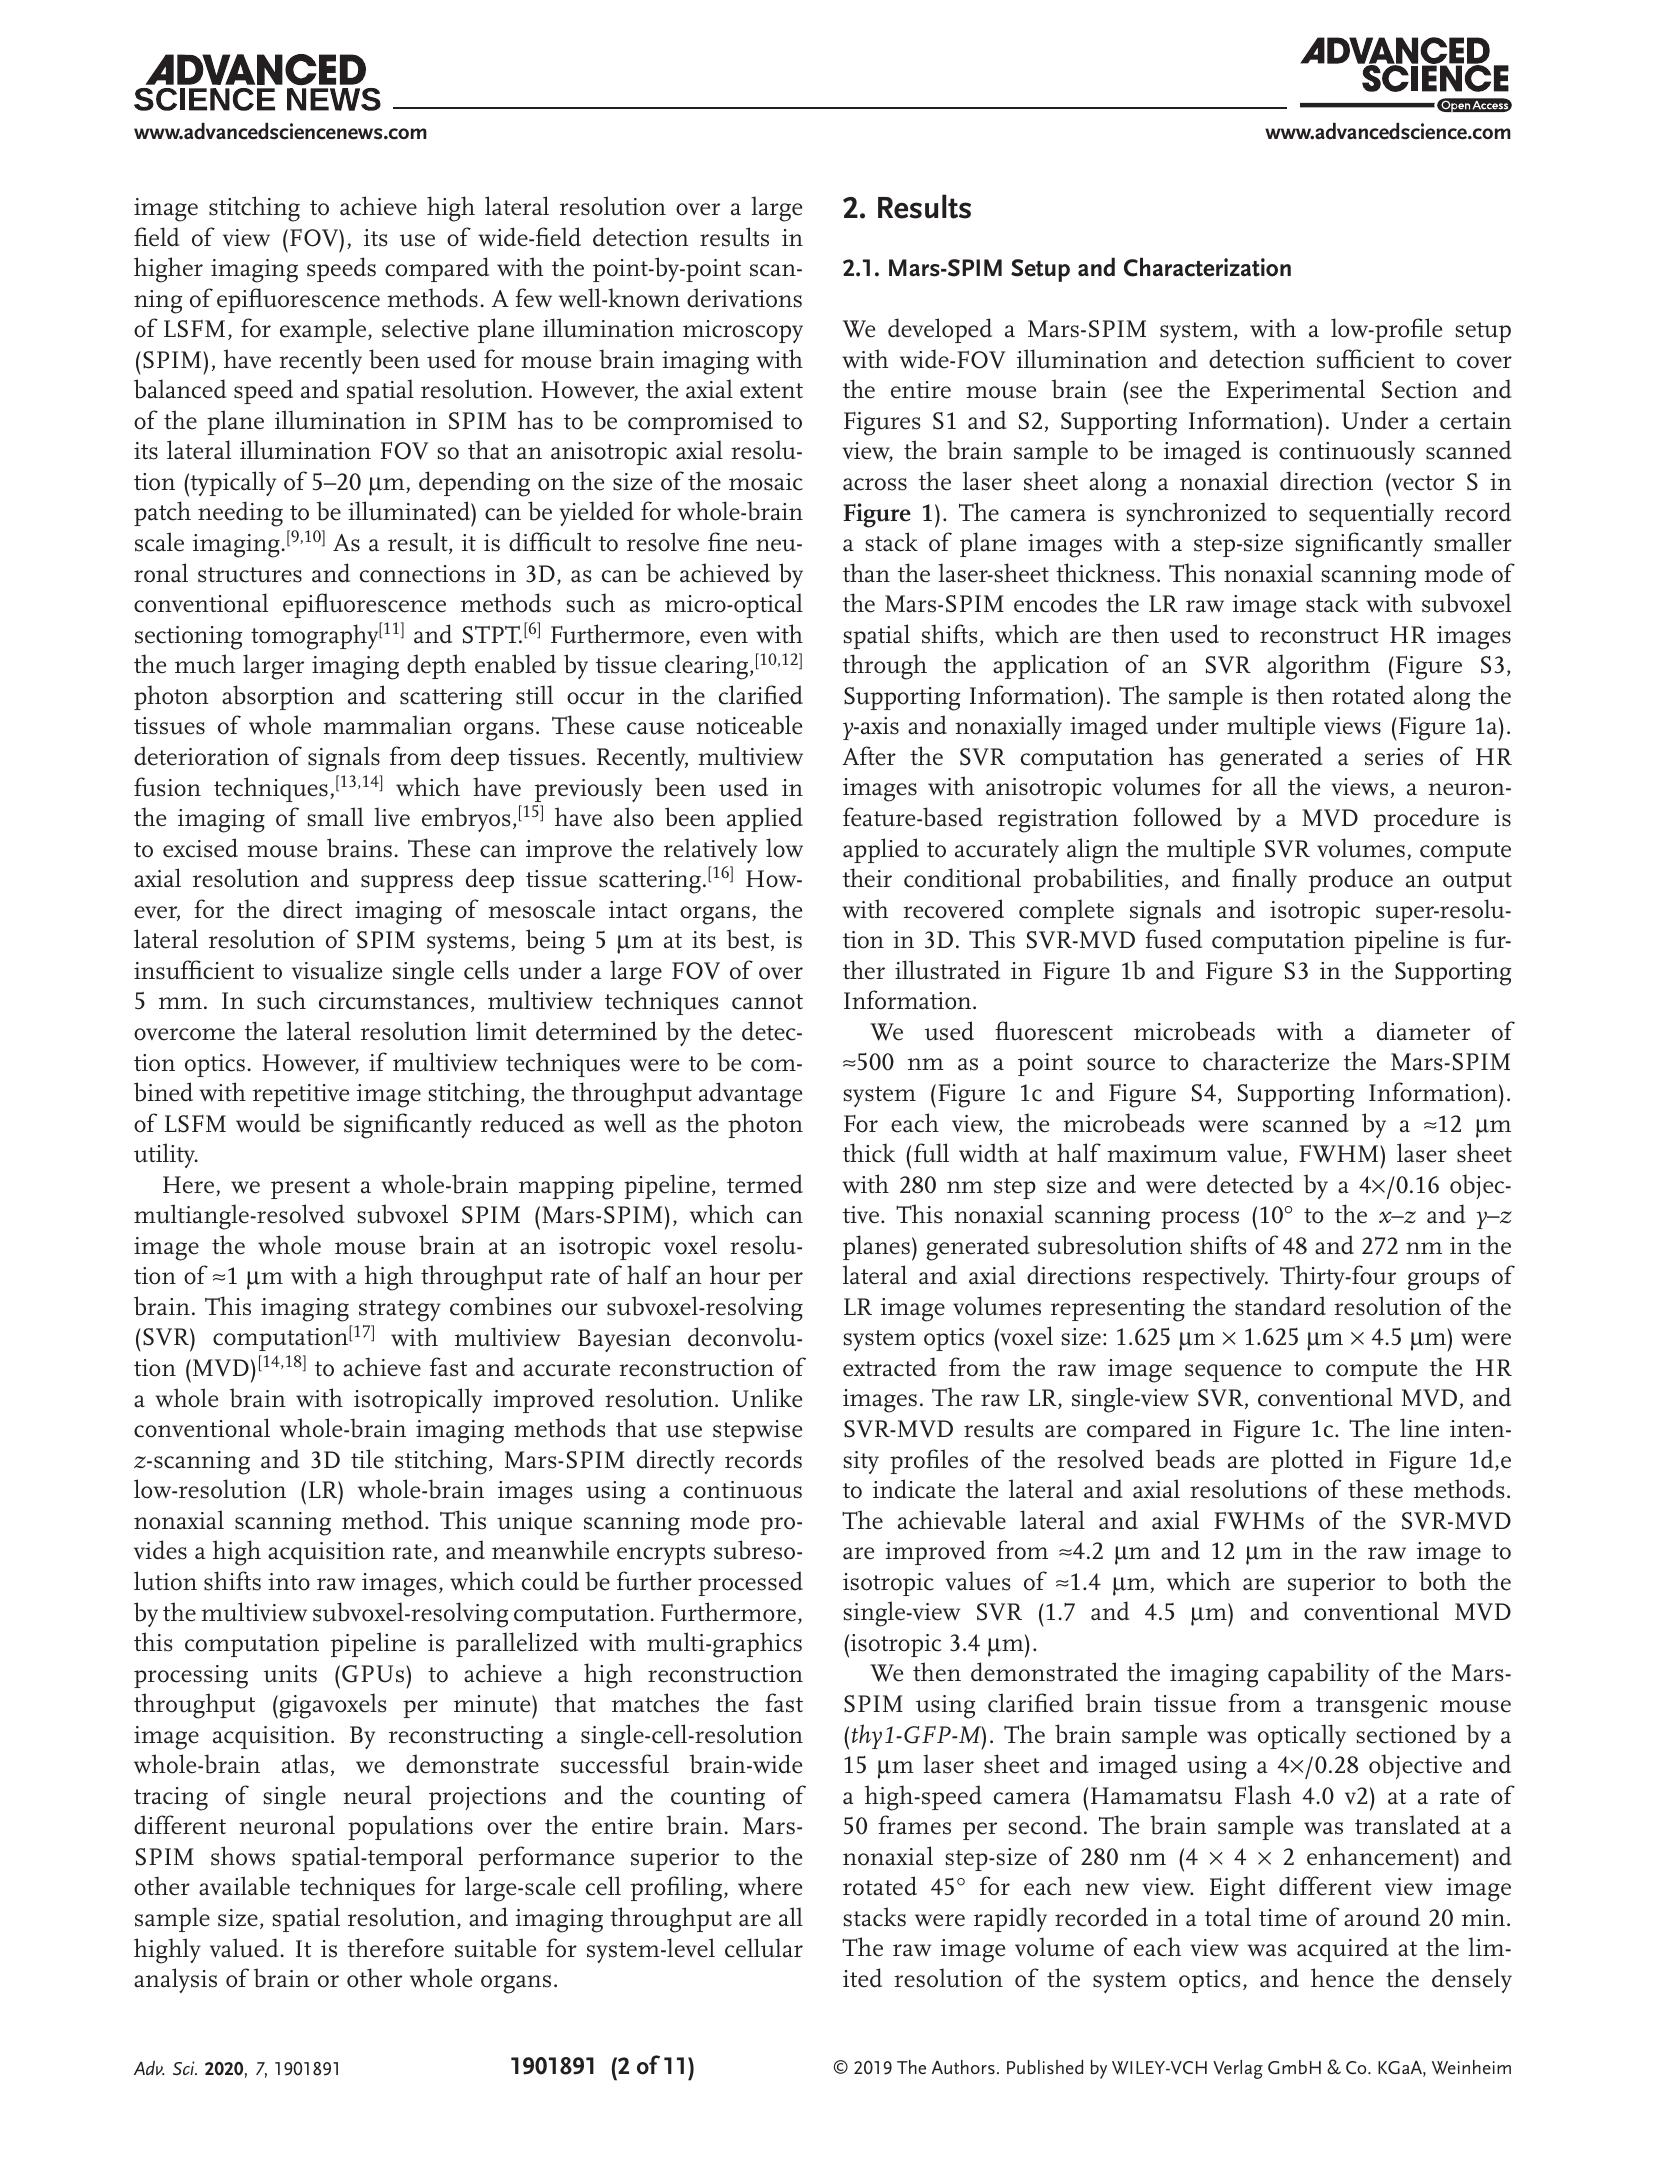 ADVANCED
SCIENCE NEWS
www.advancedsciencenews.com
ADVANCED
SCIENCE
Open Access
www.advancedscience.com
image stitching to achieve high lateral resolution over a large
field of view (FOV), its use of wide-field detection results in
higher imaging speeds compared with the point-by-point scan-
ning of epifluorescence methods. A few well-known derivations
of LSFM, for example, selective plane illumination microscopy
(SPIM), have recently been used for mouse brain imaging with
balanced speed and spatial resolution. However, the axial extent
of the plane illumination in SPIM has to be compromised to
its lateral illumination FOV so that an anisotropic axial resolu-
tion (typically of 5–20 µm, depending on the size of the mosaic
patch needing to be illuminated) can be yielded for whole-brain
scale imaging.[9,10] As a result, it is difficult to resolve fine neu-
ronal structures and connections in 3D, as can be achieved by
conventional epifluorescence methods such as micro-optical
sectioning tomography[11] and STPT.[6] Furthermore, even with
the much larger imaging depth enabled by tissue clearing,[10,12]
photon absorption and scattering still occur in the clarified
tissues of whole mammalian organs. These cause noticeable
deterioration of signals from deep tissues. Recently, multiview
fusion techniques,[13,14] which have previously been used in
the imaging of small live embryos,[15] have also been applied
to excised mouse brains. These can improve the relatively low
axial resolution and suppress deep tissue scattering.[16] How-
ever, for the direct imaging of mesoscale intact organs, the
lateral resolution of SPIM systems, being 5 µm at its best, is
insufficient to visualize single cells under a large FOV of over
5 mm. In such circumstances, multiview techniques cannot
overcome the lateral resolution limit determined by the detec-
tion optics. However, if multiview techniques were to be com-
bined with repetitive image stitching, the throughput advantage
of LSFM would be significantly reduced as well as the photon
utility.
Here, we present a whole-brain mapping pipeline, termed
multiangle-resolved subvoxel SPIM (Mars-SPIM), which can
image the whole mouse brain at an isotropic voxel resolu-
tion of ≈1 µm with a high throughput rate of half an hour per
brain. This imaging strategy combines our subvoxel-resolving
(SVR) computation[17] with multiview Bayesian deconvolu-
tion (MVD)[14,18] to achieve fast and accurate reconstruction of
a whole brain with isotropically improved resolution. Unlike
conventional whole-brain imaging methods that use stepwise
z-scanning and 3D tile stitching, Mars-SPIM directly records
low-resolution (LR) whole-brain images using a continuous
nonaxial scanning method. This unique scanning mode pro-
vides a high acquisition rate, and meanwhile encrypts subreso-
lution shifts into raw images, which could be further processed
by the multiview subvoxel-resolving computation. Furthermore,
this computation pipeline is parallelized with multi-graphics
processing units (GPUs) to achieve a high reconstruction
throughput (gigavoxels per minute) that matches the fast
image acquisition. By reconstructing a single-cell-resolution
whole-brain atlas, we demonstrate successful brain-wide
tracing of single neural projections and the counting of
different neuronal populations over the entire brain. Mars-
SPIM shows spatial-temporal performance superior to the
other available techniques for large-scale cell profiling, where
sample size, spatial resolution, and imaging throughput are all
highly valued. It is therefore suitable for system-level cellular
analysis of brain or other whole organs.
2. Results
2.1. Mars-SPIM Setup and Characterization
We developed a Mars-SPIM system, with a low-profile setup
with wide-FOV illumination and detection sufficient to cover
the entire mouse brain (see the Experimental Section and
Figures S1 and S2, Supporting Information). Under a certain
view, the brain sample to be imaged is continuously scanned
across the laser sheet along a nonaxial direction (vector S in
Figure 1). The camera is synchronized to sequentially record
a stack of plane images with a step-size significantly smaller
than the laser-sheet thickness. This nonaxial scanning mode of
the Mars-SPIM encodes the LR raw image stack with subvoxel
spatial shifts, which are then used to reconstruct HR images
through the application of an SVR algorithm (Figure S3,
Supporting Information). The sample is then rotated along the
y-axis and nonaxially imaged under multiple views (Figure 1a).
After the SVR computation has generated a series of HR
images with anisotropic volumes for all the views, a neuron-
feature-based registration followed by a MVD procedure is
applied to accurately align the multiple SVR volumes, compute
their conditional probabilities, and finally produce an output
with recovered complete signals and isotropic super-resolu-
tion in 3D. This SVR-MVD fused computation pipeline is fur-
ther illustrated in Figure 1b and Figure S3 in the Supporting
Information.
We used fluorescent microbeads with a diameter of
≈500 nm as a point source to characterize the Mars-SPIM
system (Figure 1c and Figure S4, Supporting Information).
For each view, the microbeads were scanned by a ≈12 µm
thick (full width at half maximum value, FWHM) laser sheet
with 280 nm step size and were detected by a 4×/0.16 objec-
tive. This nonaxial scanning process (10° to the x–z and y–z
planes) generated subresolution shifts of 48 and 272 nm in the
lateral and axial directions respectively. Thirty-four groups of
LR image volumes representing the standard resolution of the
system optics (voxel size: 1.625 µm × 1.625 µm × 4.5 µm) were
extracted from the raw image sequence to compute the HR
images. The raw LR, single-view SVR, conventional MVD, and
SVR-MVD results are compared in Figure 1c. The line inten-
sity profiles of the resolved beads are plotted in Figure 1d,e
to indicate the lateral and axial resolutions of these methods.
The achievable lateral and axial FWHMs of the SVR-MVD
are improved from ≈4.2 µm and 12 µm in the raw image to
isotropic values of ≈1.4 µm, which are superior to both the
single-view SVR (1.7 and 4.5 µm) and conventional MVD
(isotropic 3.4 µm).
We then demonstrated the imaging capability of the Mars-
SPIM using clarified brain tissue from a transgenic mouse
(thy1-GFP-M). The brain sample was optically sectioned by a
15 µm laser sheet and imaged using a 4×/0.28 objective and
a high-speed camera (Hamamatsu Flash 4.0 v2) at a rate of
50 frames per second. The brain sample was translated at a
nonaxial step-size of 280 nm (4 × 4 × 2 enhancement) and
rotated 45° for each new view. Eight different view image
stacks were rapidly recorded in a total time of around 20 min.
The raw image volume of each view was acquired at the lim-
ited resolution of the system optics, and hence the densely
Adv. Sci. 2020, 7, 1901891
1901891 (2 of 11)
© 2019 The Authors. Published by WILEY-VCH Verlag GmbH & Co. KGaA, Weinheim